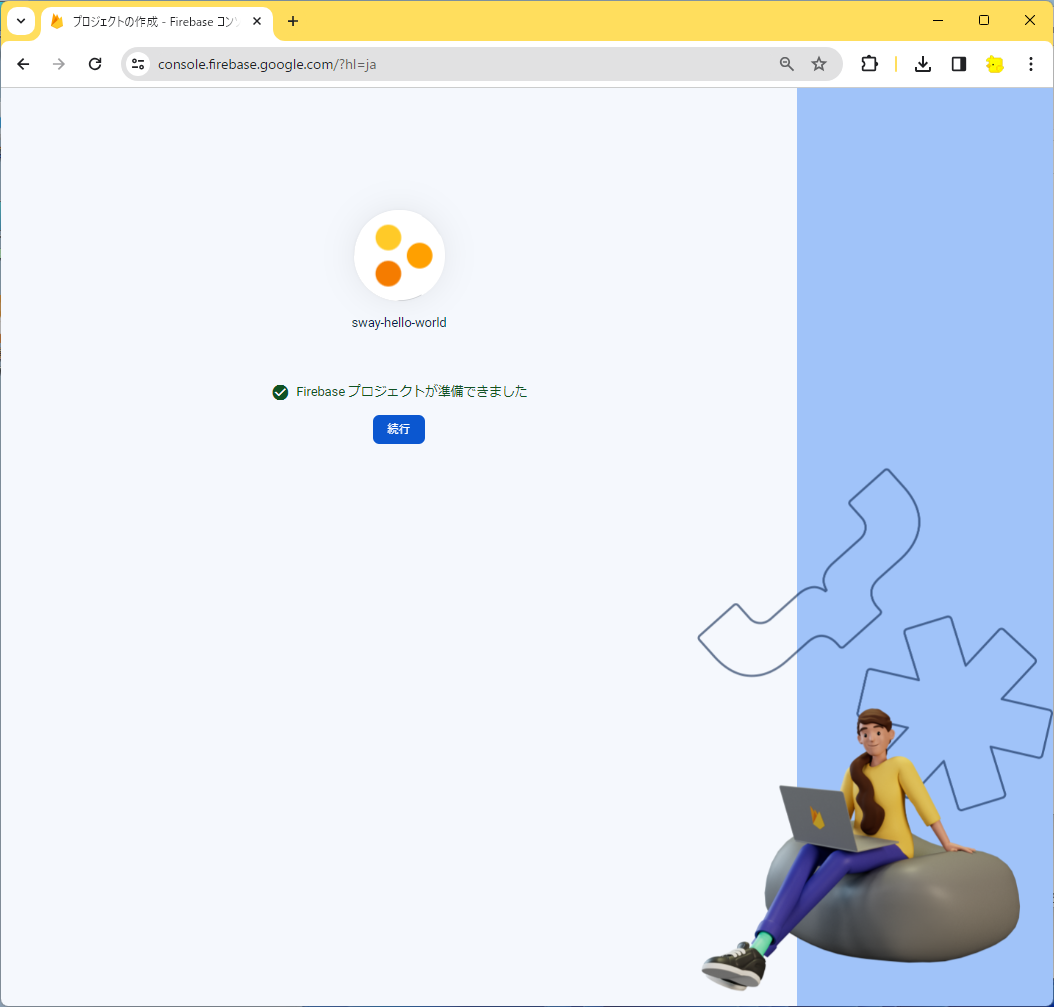 プロジェクトの作成 - Firebase コン
console.firebase.google.com/?hl=ja
sway-hello-world
Firebase プロジェクトが準備できました
続行